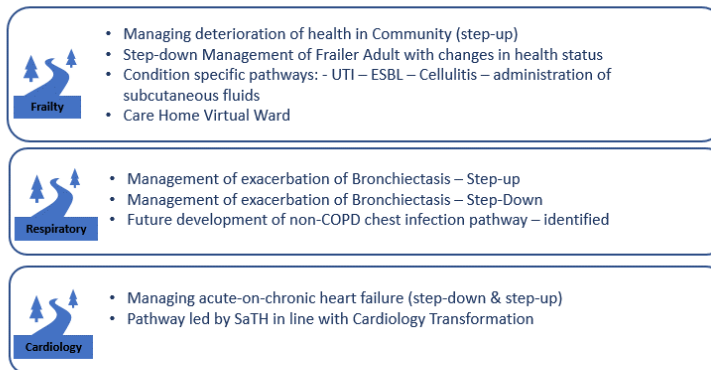 • Managing deterioration of health in Community (step-up)
• Step-down Management of Frailer Adult with changes in health status
• Condition specific pathways: - UTI – ESBL – Cellulitis – administration of
subcutaneous fluids
• Care Home Virtual Ward
Frailty
• Management of exacerbation of Bronchiectasis – Step-up
• Management of exacerbation of Bronchiectasis – Step-Down
• Future development of non-COPD chest infection pathway – identified
Respiratory
• Managing acute-on-chronic heart failure (step-down & step-up)
• Pathway led by SaTH in line with Cardiology Transformation
Cardiology